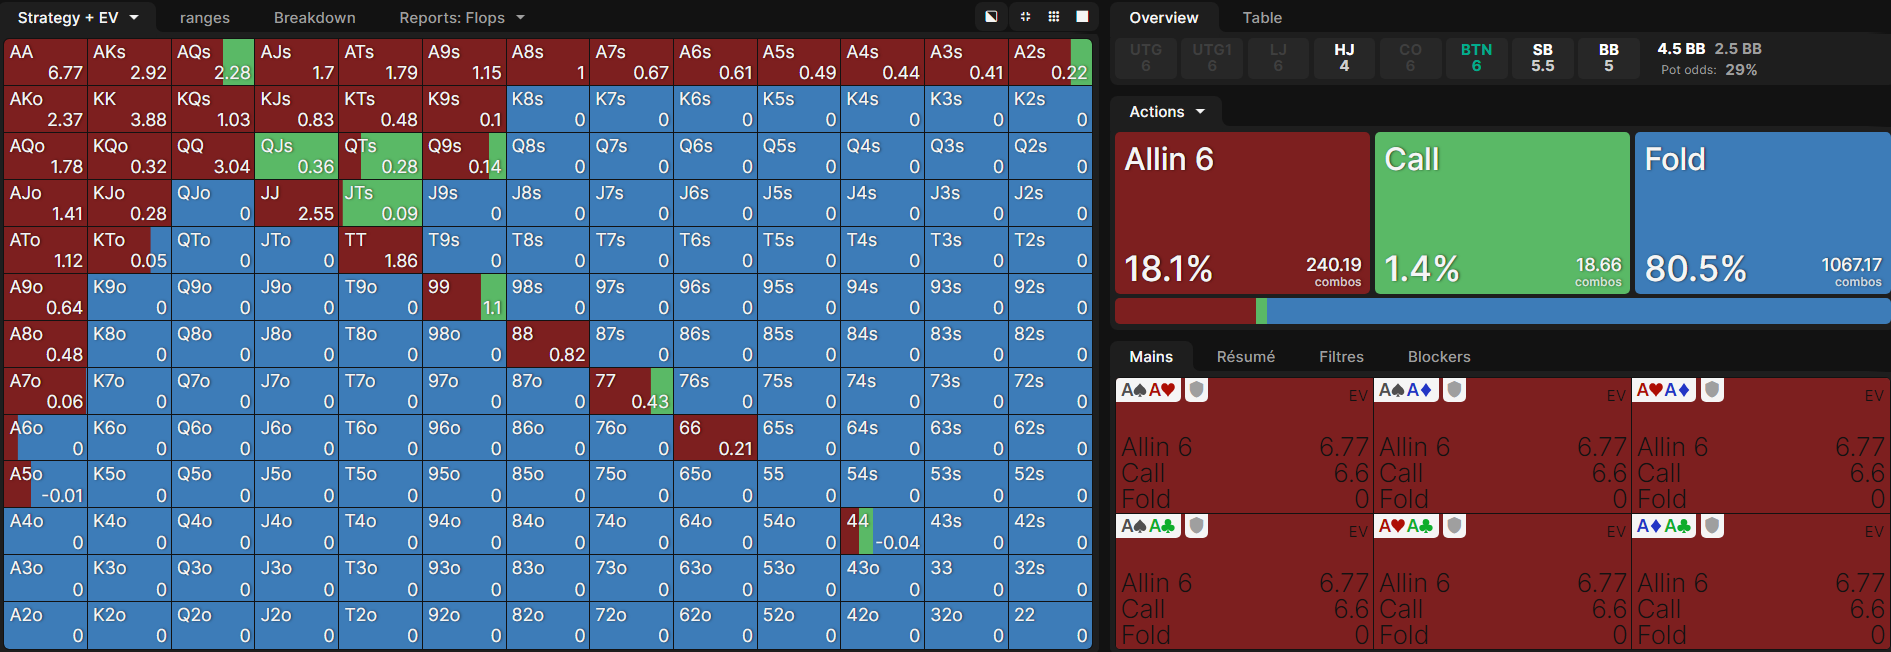 Strategy + EV ranges Breakdown Reports: Flops
AA AKs AQs AJs ATs A9s A8s A7s A6s A5s A4s A3s A2s
6.77 2.92 2.28 1.7 1.79 1.15 1 0.67 0.61 0.49 0.44 0.41 0.22
AKo KK KQs KJs KTs K9s K8s K7s K6s K5s K4s K3s K2s
2.37 3.88 1.03 0.83 0.48 0.1 0 0 0 0 0 0 0
AQo KQo QQ QJs QTs Q9s Q8s Q7s Q6s Q5s Q4s Q3s Q2s
1.78 0.32 3.04 0.36 0.28 0.14 0 0 0 0 0 0 0
AJo KJo QJo JJ JTs J9s J8s J7s J6s J5s J4s J3s J2s
1.41 0.28 0 2.55 0.09 0 0 0 0 0 0 0 0
ATo KTo QTo JTo TT T9s T8s T7s T6s T5s T4s T3s T2s
1.12 0.05 0 0 1.86 0 0 0 0 0 0 0 0
A9o K9o Q9o J9o T9o 99 98s 97s 96s 95s 94s 93s 92s
0.64 0 0 0 0 1.1 0 0 0 0 0 0 0
A8o K8o Q8o J8o T8o 98o 88 87s 86s 85s 84s 83s 82s
0.48 0 0 0 0 0 0.82 0 0 0 0 0 0
A7o K7o Q7o J7o T7o 97o 87o 77 76s 75s 74s 73s 72s
0.06 0 0 0 0 0 0 0.43 0 0 0 0 0
A6o K6o Q6o J6o T6o 96o 86o 76o 66 65s 64s 63s 62s
0 0 0 0 0 0 0 0 0.21 0 0 0 0
A5o K5o Q5o J5o T5o 95o 85o 75o 65o 55 54s 53s 52s
-0.01 0 0 0 0 0 0 0 0 0 0 0 0
A4o K4o Q4o J4o T4o 94o 84o 74o 64o 54o 44 43s 42s
0 0 0 0 0 0 0 0 0 0 -0.04 0 0
A3o K3o Q3o J3o T3o 93o 83o 73o 63o 53o 43o 33 32s
0 0 0 0 0 0 0 0 0 0 0 0 0
A2o K2o Q2o J2o T2o 92o 82o 72o 62o 52o 42o 32o 22
0 0 0 0 0 0 0 0 0 0 0 0 0
Overview Table
UTG UTG1 LJ HJ CO BTN SB BB 4.5 BB 2.5 BB
6 6 6 4 6 6 5.5 5 Pot odds: 29%
Actions
Allin 6 Call Fold
18.1% 240.19 combos 1.4% 18.66 combos 80.5% 1067.17 combos
Mains Résumé Filtres Blockers
A♠A♥ EV A♠A♦ EV A♥A♦ EV
Allin 6 6.77 Allin 6 6.77 Allin 6 6.77
Call 6.6 Call 6.6 Call 6.6
Fold 0 Fold 0 Fold 0
A♠A♣ EV A♥A♣ EV A♦A♣ EV
Allin 6 6.77 Allin 6 6.77 Allin 6 6.77
Call 6.6 Call 6.6 Call 6.6
Fold 0 Fold 0 Fold 0